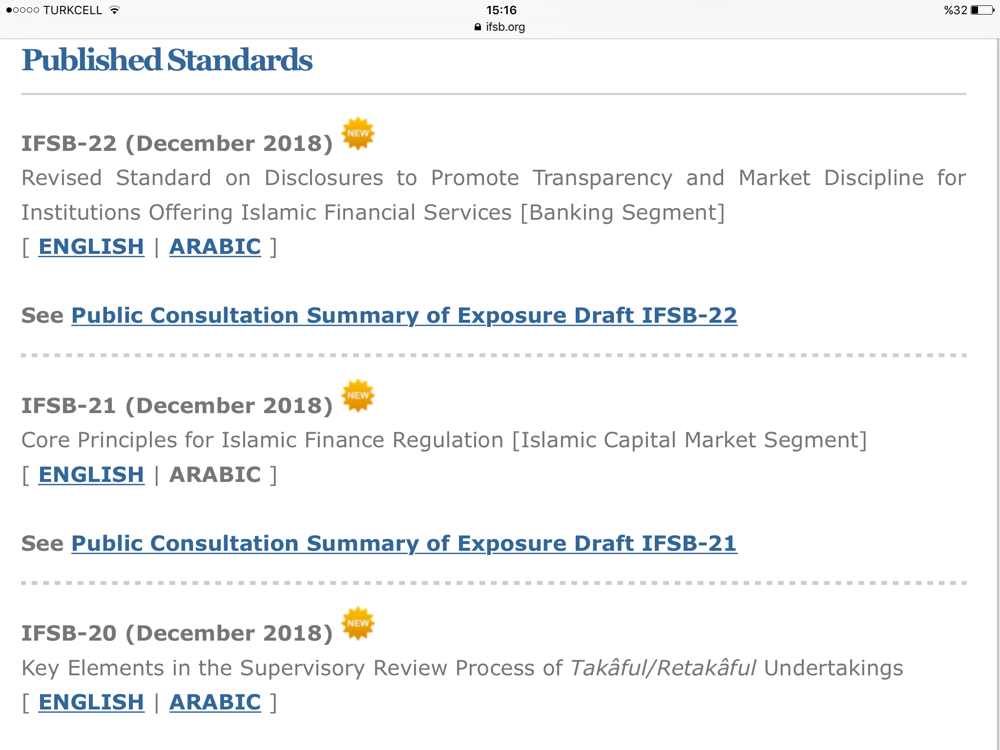 TURKCELL
15:16
%32
ifsb.org
Published Standards
IFSB-22 (December 2018) NEW
Revised Standard on Disclosures to Promote Transparency and Market Discipline for
Institutions Offering Islamic Financial Services [Banking Segment]
[ ENGLISH | ARABIC ]
See Public Consultation Summary of Exposure Draft IFSB-22
IFSB-21 (December 2018) NEW
Core Principles for Islamic Finance Regulation [Islamic Capital Market Segment]
[ ENGLISH | ARABIC ]
See Public Consultation Summary of Exposure Draft IFSB-21
IFSB-20 (December 2018) NEW
Key Elements in the Supervisory Review Process of Takâful/Retakâful Undertakings
[ ENGLISH | ARABIC ]